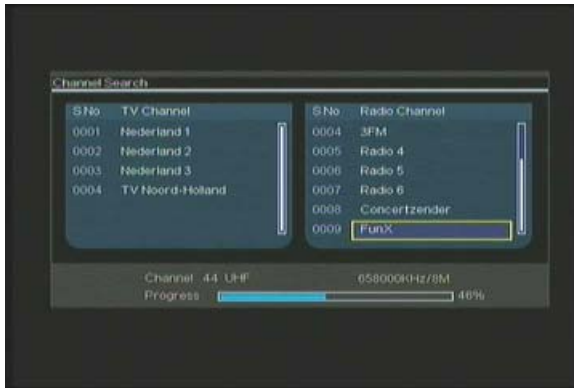 Channel Search
S.No TV Channel
0001 Nederland 1
0002 Nederland 2
0003 Nederland 3
0004 TV Noord-Holland
S.No Radio Channel
0004 3FM
0005 Radio 4
0006 Radio 5
0007 Radio 6
0008 Concertzender
0009 FunX
Channel 44 UHF 658000KHz/8M
Progress 46%